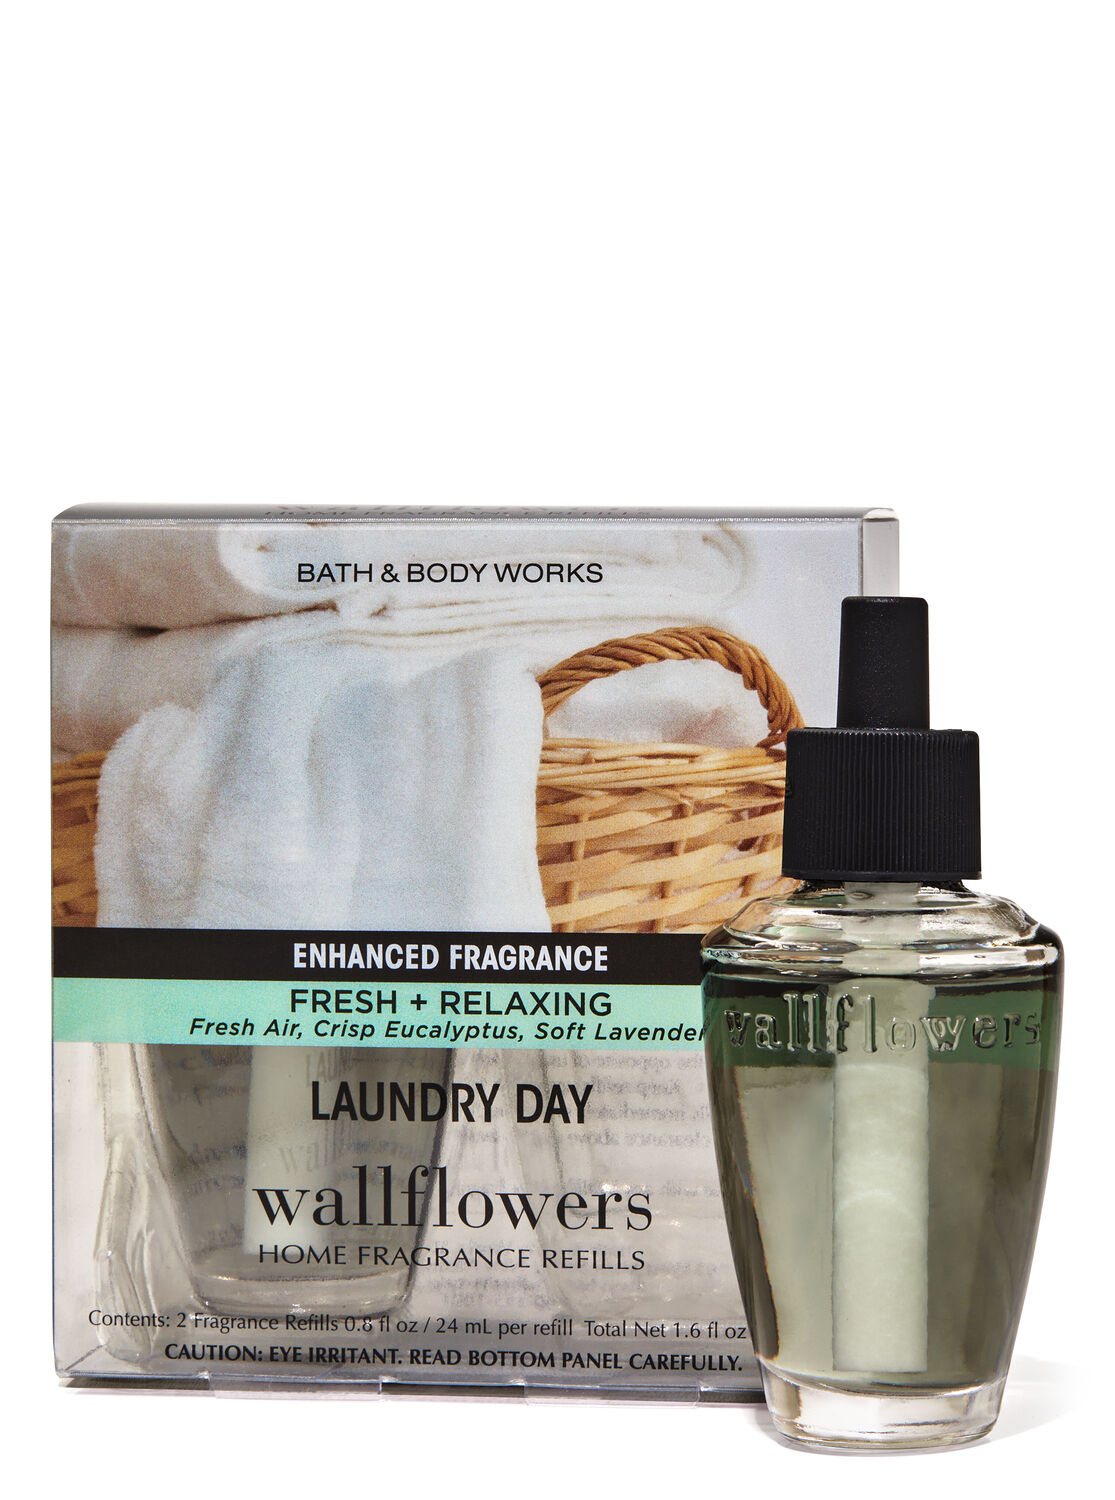 BATH & BODY WORKS
ENHANCED FRAGRANCE
FRESH + RELAXING
Fresh Air, Crisp Eucalyptus, Soft Lavender
LAUNDRY DAY
wallflowers
HOME FRAGRANCE REFILLS
Contents: 2 Fragrance Refills 0.8 fl oz / 24 mL per refill Total Net 1.6 fl oz
CAUTION: EYE IRRITANT. READ BOTTOM PANEL CAREFULLY.
wallflowers